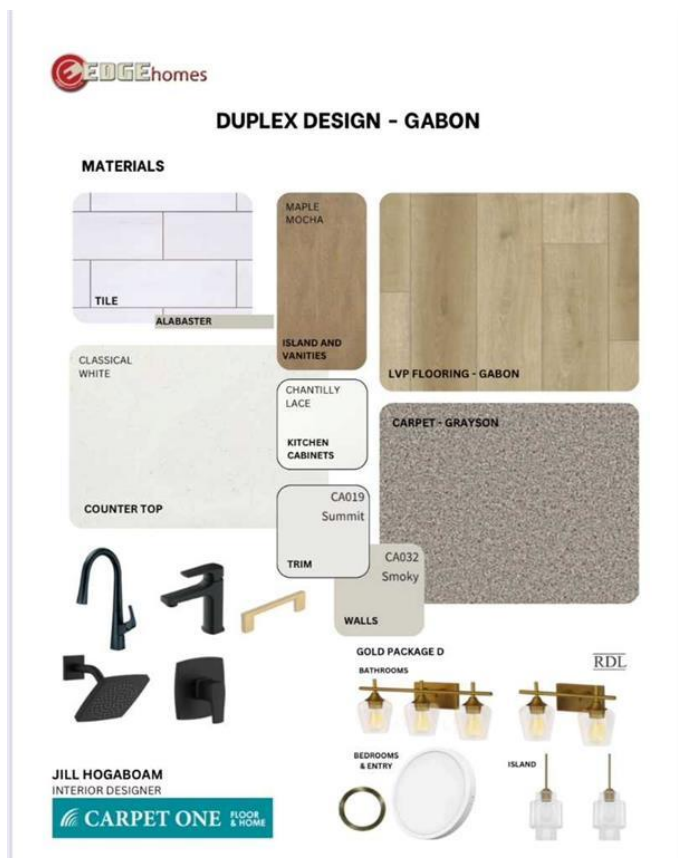 EDGEhomes
DUPLEX DESIGN - GABON
MATERIALS
TILE
ALABASTER
MAPLE
MOCHA
ISLAND AND
VANITIES
LVP FLOORING - GABON
CLASSICAL
WHITE
COUNTER TOP
CHANTILLY
LACE
KITCHEN
CABINETS
CARPET - GRAYSON
CA019
Summit
TRIM
CA032
Smoky
WALLS
GOLD PACKAGE D
RDL
BATHROOMS
BEDROOMS
& ENTRY
ISLAND
JILL HOGABOAM
INTERIOR DESIGNER
CARPET ONE FLOOR
& HOME